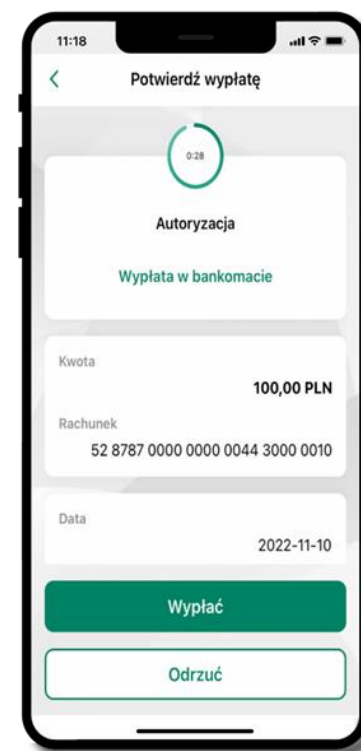 11:18
Potwierdź wypłatę
0:28
Autoryzacja
Wypłata w bankomacie
Kwota
100,00 PLN
Rachunek
52 8787 0000 0000 0044 3000 0010
Data
2022-11-10
Wypłać
Odrzuć